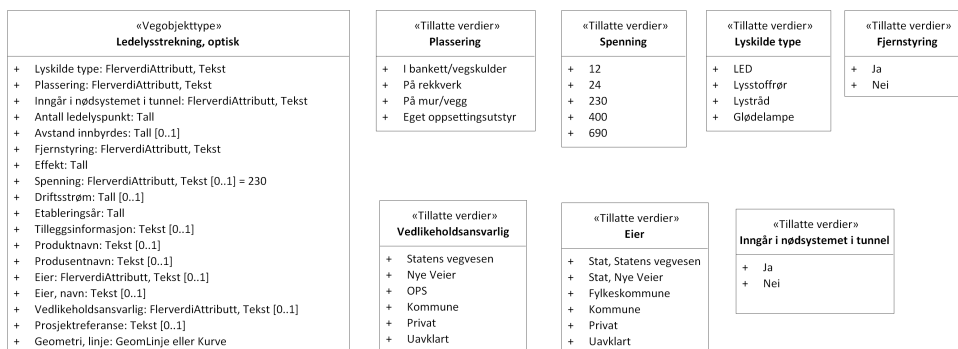 «Vegobjekttype»
Ledelysstrekning, optisk
+ Lyskilde type: FlerverdiAttributt, Tekst
+ Plassering: FlerverdiAttributt, Tekst
+ Inngår i nødsystemet i tunnel: FlerverdiAttributt, Tekst
+ Antall ledelyspunkt: Tall
+ Avstand innbyrdes: Tall [0..1]
+ Fjernstyring: FlerverdiAttributt, Tekst
+ Effekt: Tall
+ Spenning: FlerverdiAttributt, Tekst [0..1] = 230
+ Driftsstrøm: Tall [0..1]
+ Etableringsår: Tall
+ Tilleggsinformasjon: Tekst [0..1]
+ Produktnavn: Tekst [0..1]
+ Produsentnavn: Tekst [0..1]
+ Eier: FlerverdiAttributt, Tekst [0..1]
+ Eier, navn: Tekst [0..1]
+ Vedlikeholdsansvarlig: FlerverdiAttributt, Tekst [0..1]
+ Prosjektreferanse: Tekst [0..1]
+ Geometri, linje: GeomLinje eller Kurve
«Tillatte verdier»
Plassering
+ I bankett/vegskulder
+ På rekkverk
+ På mur/vegg
+ Eget oppsettingsutstyr
«Tillatte verdier»
Spenning
+ 12
+ 24
+ 230
+ 400
+ 690
«Tillatte verdier»
Lyskilde type
+ LED
+ Lysstoffrør
+ Lystråd
+ Glødelampe
«Tillatte verdier»
Fjernstyring
+ Ja
+ Nei
«Tillatte verdier»
Vedlikeholdsansvarlig
+ Statens vegvesen
+ Nye Veier
+ OPS
+ Kommune
+ Privat
+ Uavklart
«Tillatte verdier»
Eier
+ Stat, Statens vegvesen
+ Stat, Nye Veier
+ Fylkeskommune
+ Kommune
+ Privat
+ Uavklart
«Tillatte verdier»
Inngår i nødsystemet i tunnel
+ Ja
+ Nei